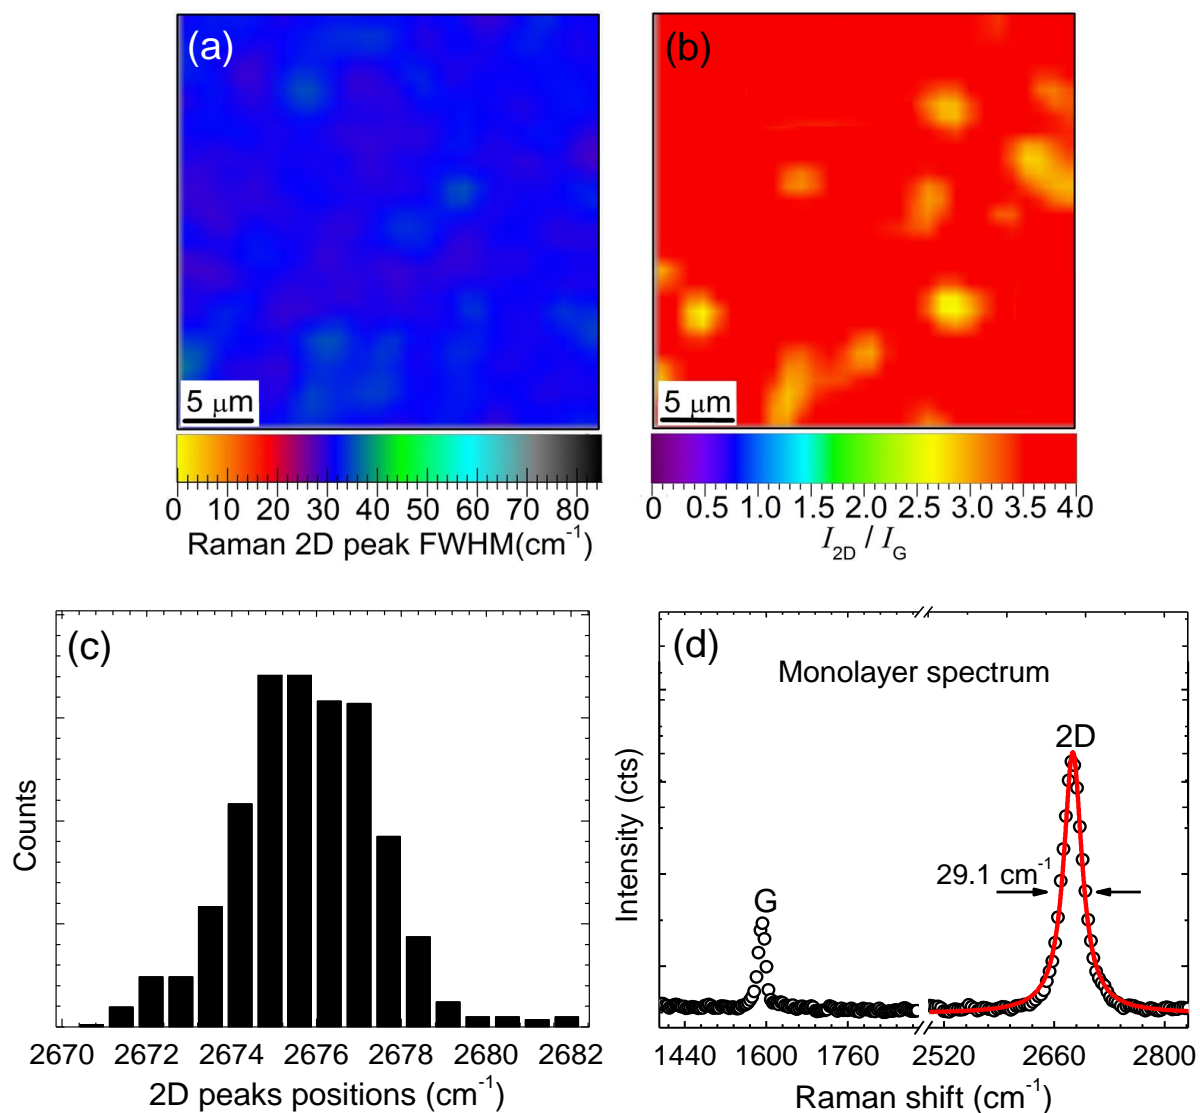 (a)
(b)
5 μm
5 μm
0 10 20 30 40 50 60 70 80
Raman 2D peak FWHM(cm⁻¹)
0 0.5 1.0 1.5 2.0 2.5 3.0 3.5 4.0
I₂D / I_G
(c)
Counts
2670 2672 2674 2676 2678 2680 2682
2D peaks positions (cm⁻¹)
(d)
Monolayer spectrum
2D
29.1 cm⁻¹
G
Intensity (cts)
1440 1600 1760 2520 2660 2800
Raman shift (cm⁻¹)